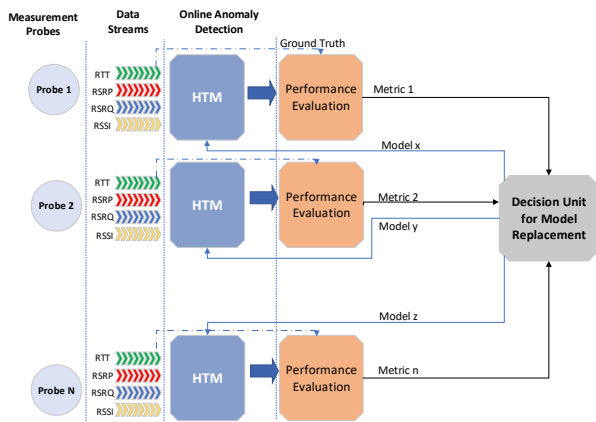 Measurement
Probes
Data
Streams
Online Anomaly
Detection
Ground Truth
Probe 1
RTT
RSRP
RSRQ
RSSI
HTM
Performance
Evaluation
Metric 1
Model x
Probe 2
RTT
RSRP
RSRQ
RSSI
HTM
Performance
Evaluation
Metric 2
Model y
Decision Unit
for Model
Replacement
Model z
Probe N
RTT
RSRP
RSRQ
RSSI
HTM
Performance
Evaluation
Metric n